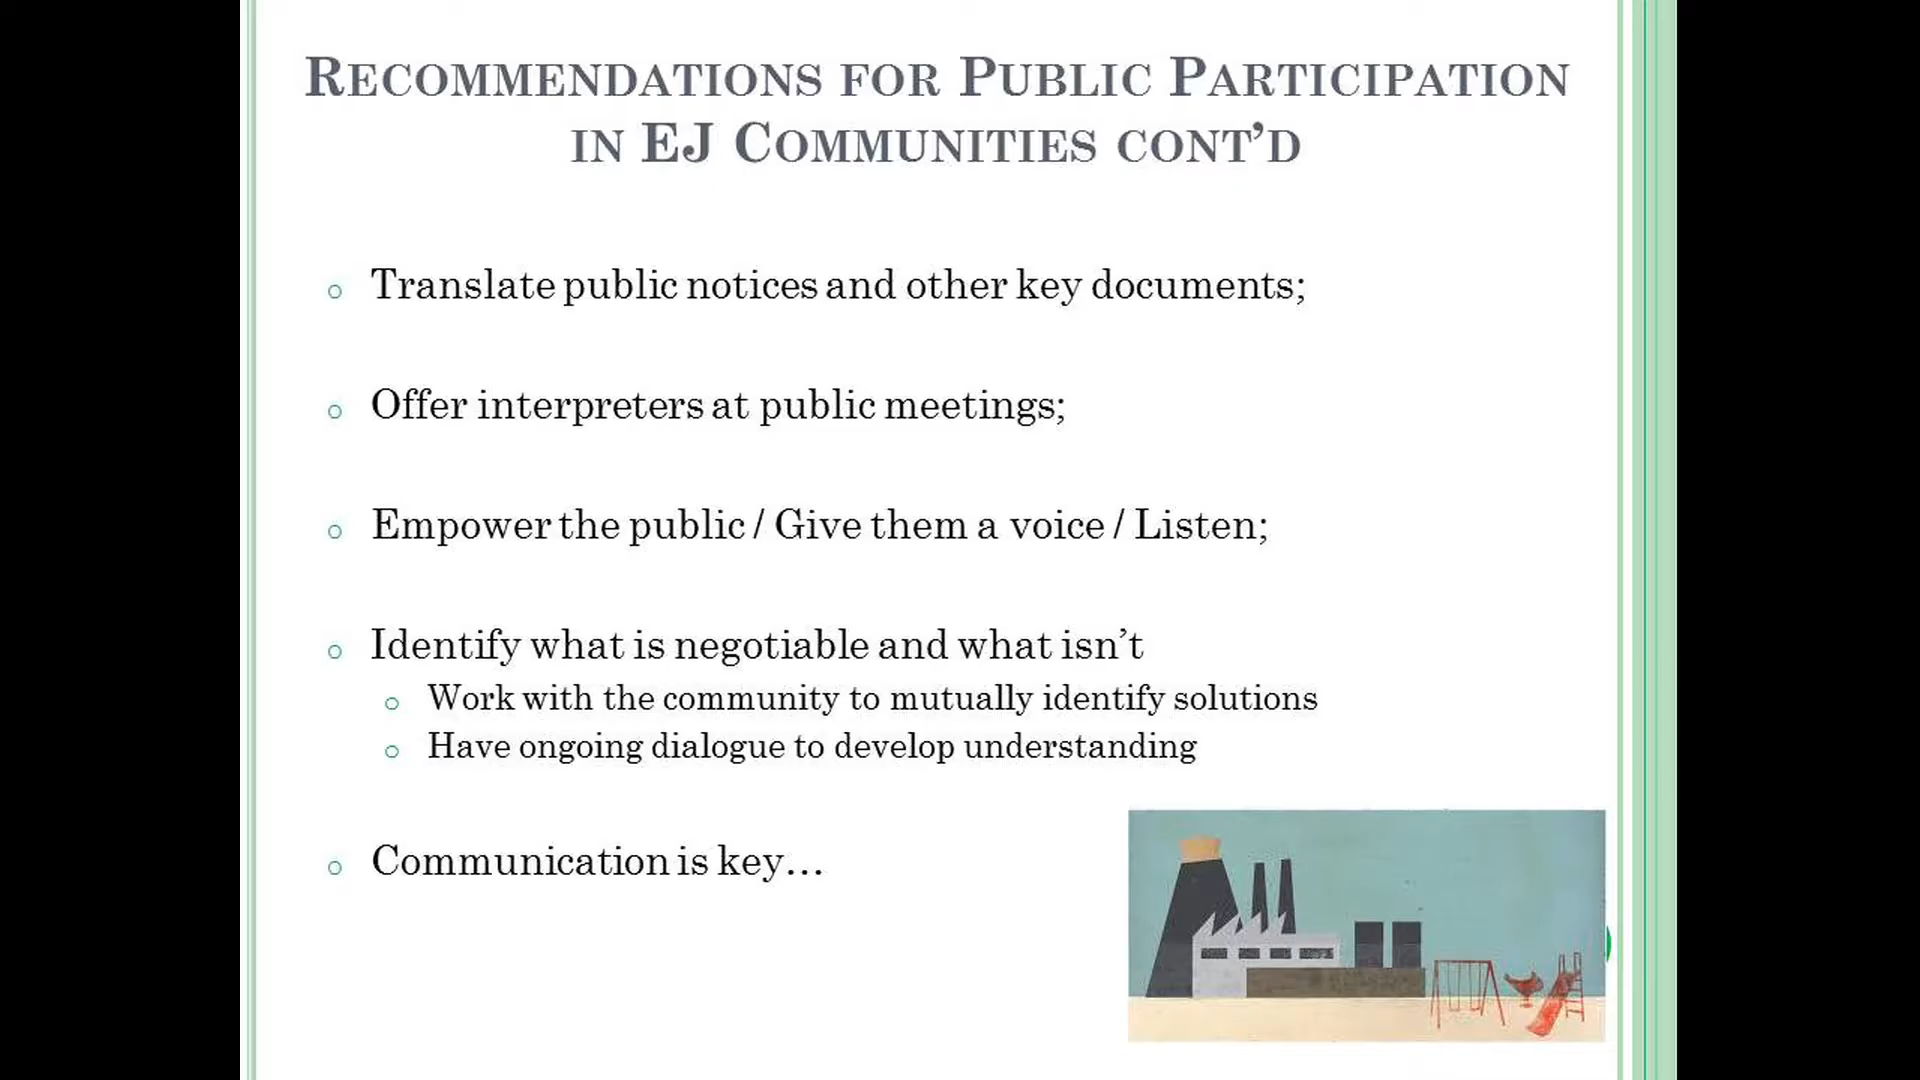 Recommendations for Public Participation
in EJ Communities cont’d
Translate public notices and other key documents;
Offer interpreters at public meetings;
Empower the public / Give them a voice / Listen;
Identify what is negotiable and what isn’t
Work with the community to mutually identify solutions
Have ongoing dialogue to develop understanding
Communication is key…